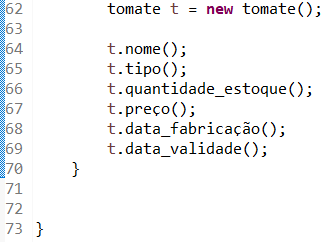 62 tomate t = new tomate();
63
64 t.nome();
65 t.tipo();
66 t.quantidade_estoque();
67 t.preço();
68 t.data_fabricação();
69 t.data_validade();
70 }
71
72
73 }